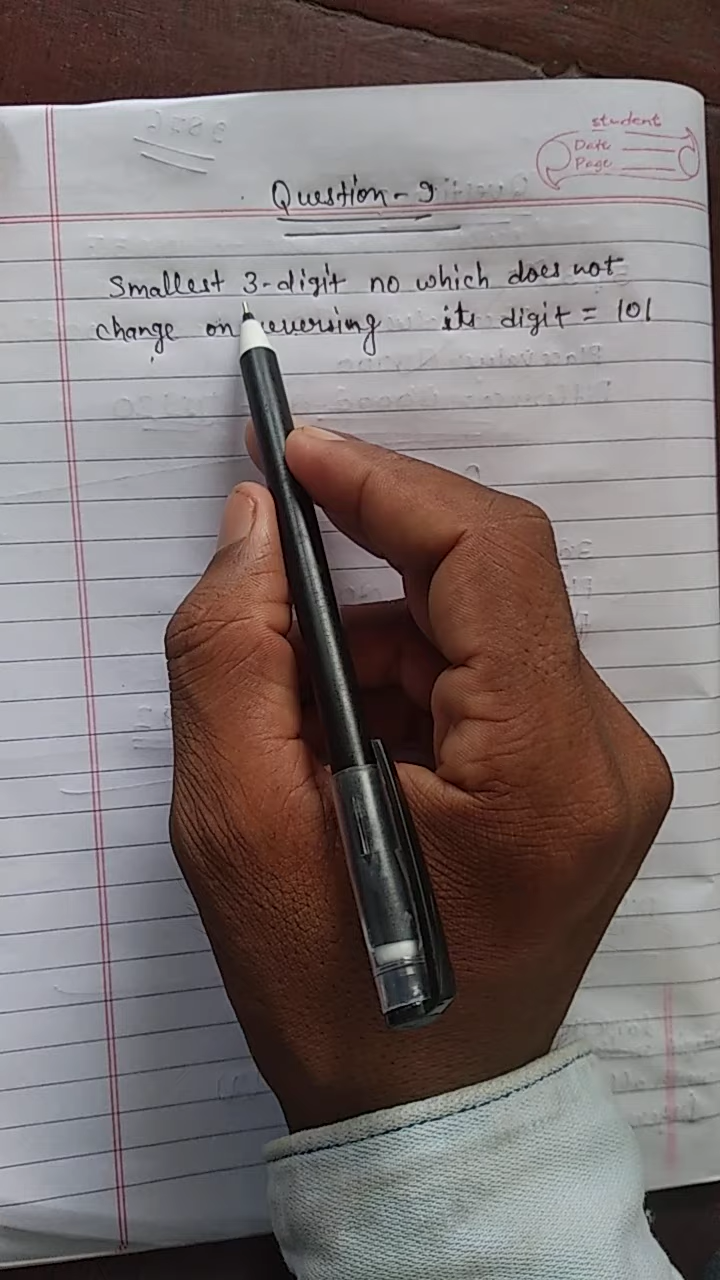 student
Date
Page
Question - 9
Smallest 3-digit no which does not
change on reversing its digit = 101